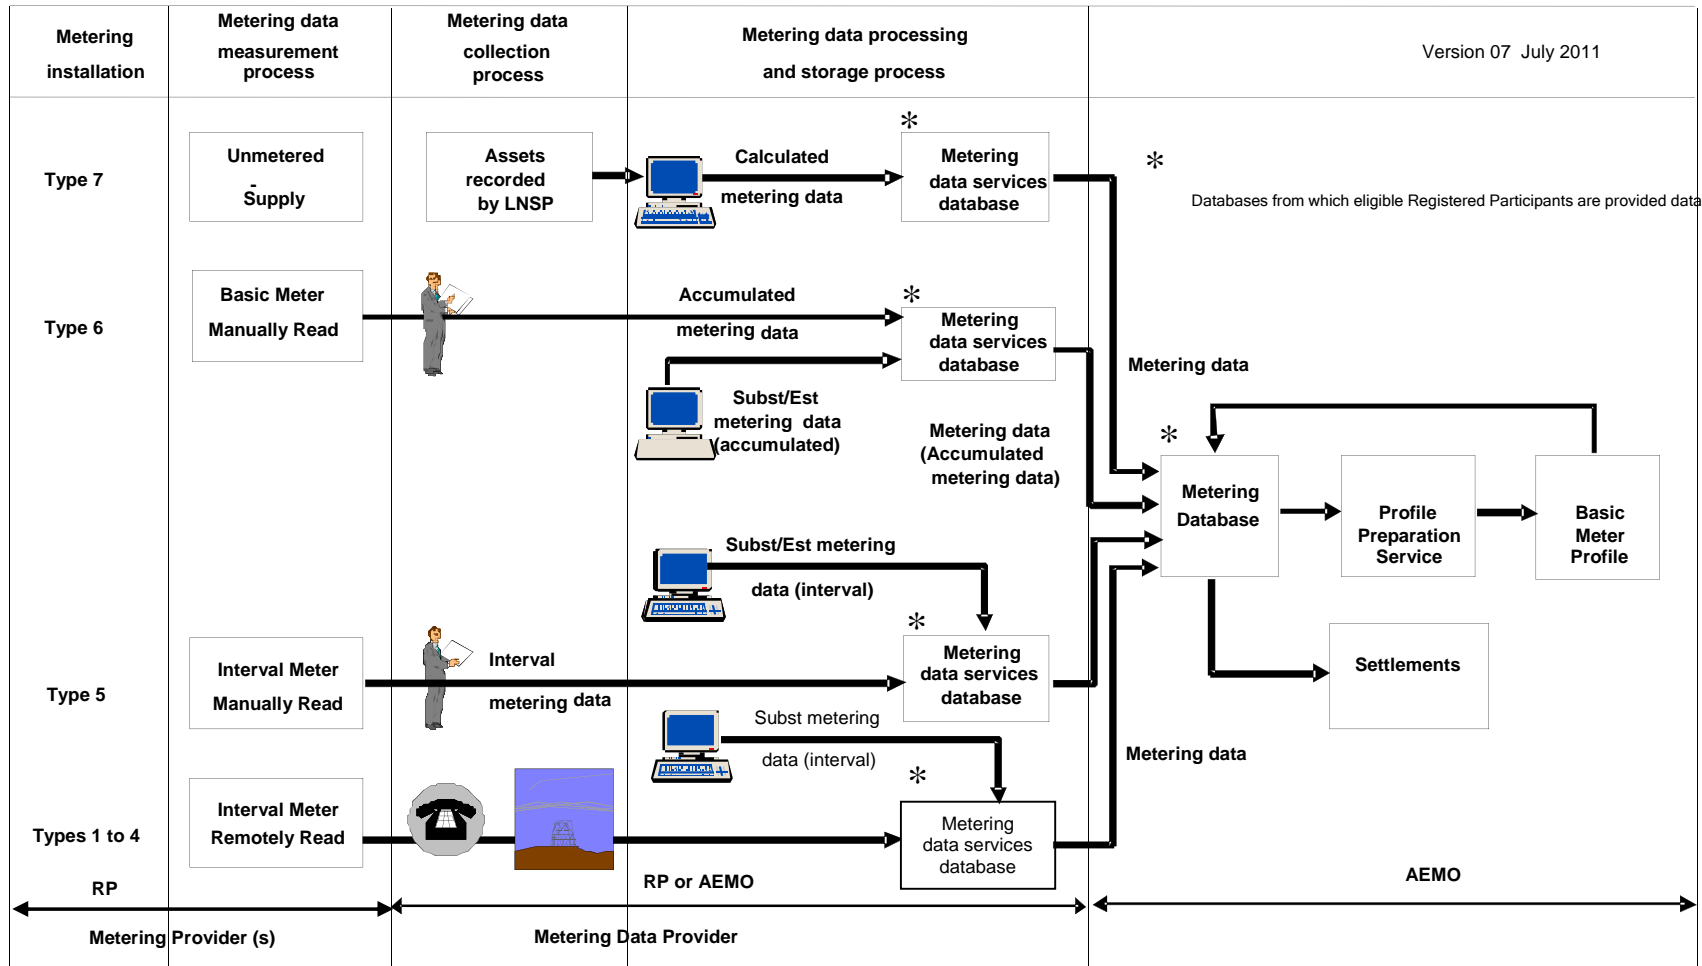 Metering
installation
Metering data
measurement
process
Metering data
collection
process
Metering data processing
and storage process
Version 07 July 2011
Type 7
Unmetered
-
Supply
Assets
recorded
by LNSP
Calculated
metering data
*
Metering
data services
database
*
Databases from which eligible Registered Participants are provided data
Type 6
Basic Meter
Manually Read
Accumulated
metering data
*
Metering
data services
database
Subst/Est
metering data
(accumulated)
Metering data
(Accumulated
metering data)
Metering data
*
Metering
Database
Profile
Preparation
Service
Basic
Meter
Profile
Settlements
Subst/Est metering
data (interval)
Type 5
Interval Meter
Manually Read
Interval
metering data
*
Metering
data services
database
Subst metering
data (interval)
Metering data
Types 1 to 4
Interval Meter
Remotely Read
*
Metering
data services
database
RP
RP or AEMO
AEMO
Metering Provider (s)
Metering Data Provider